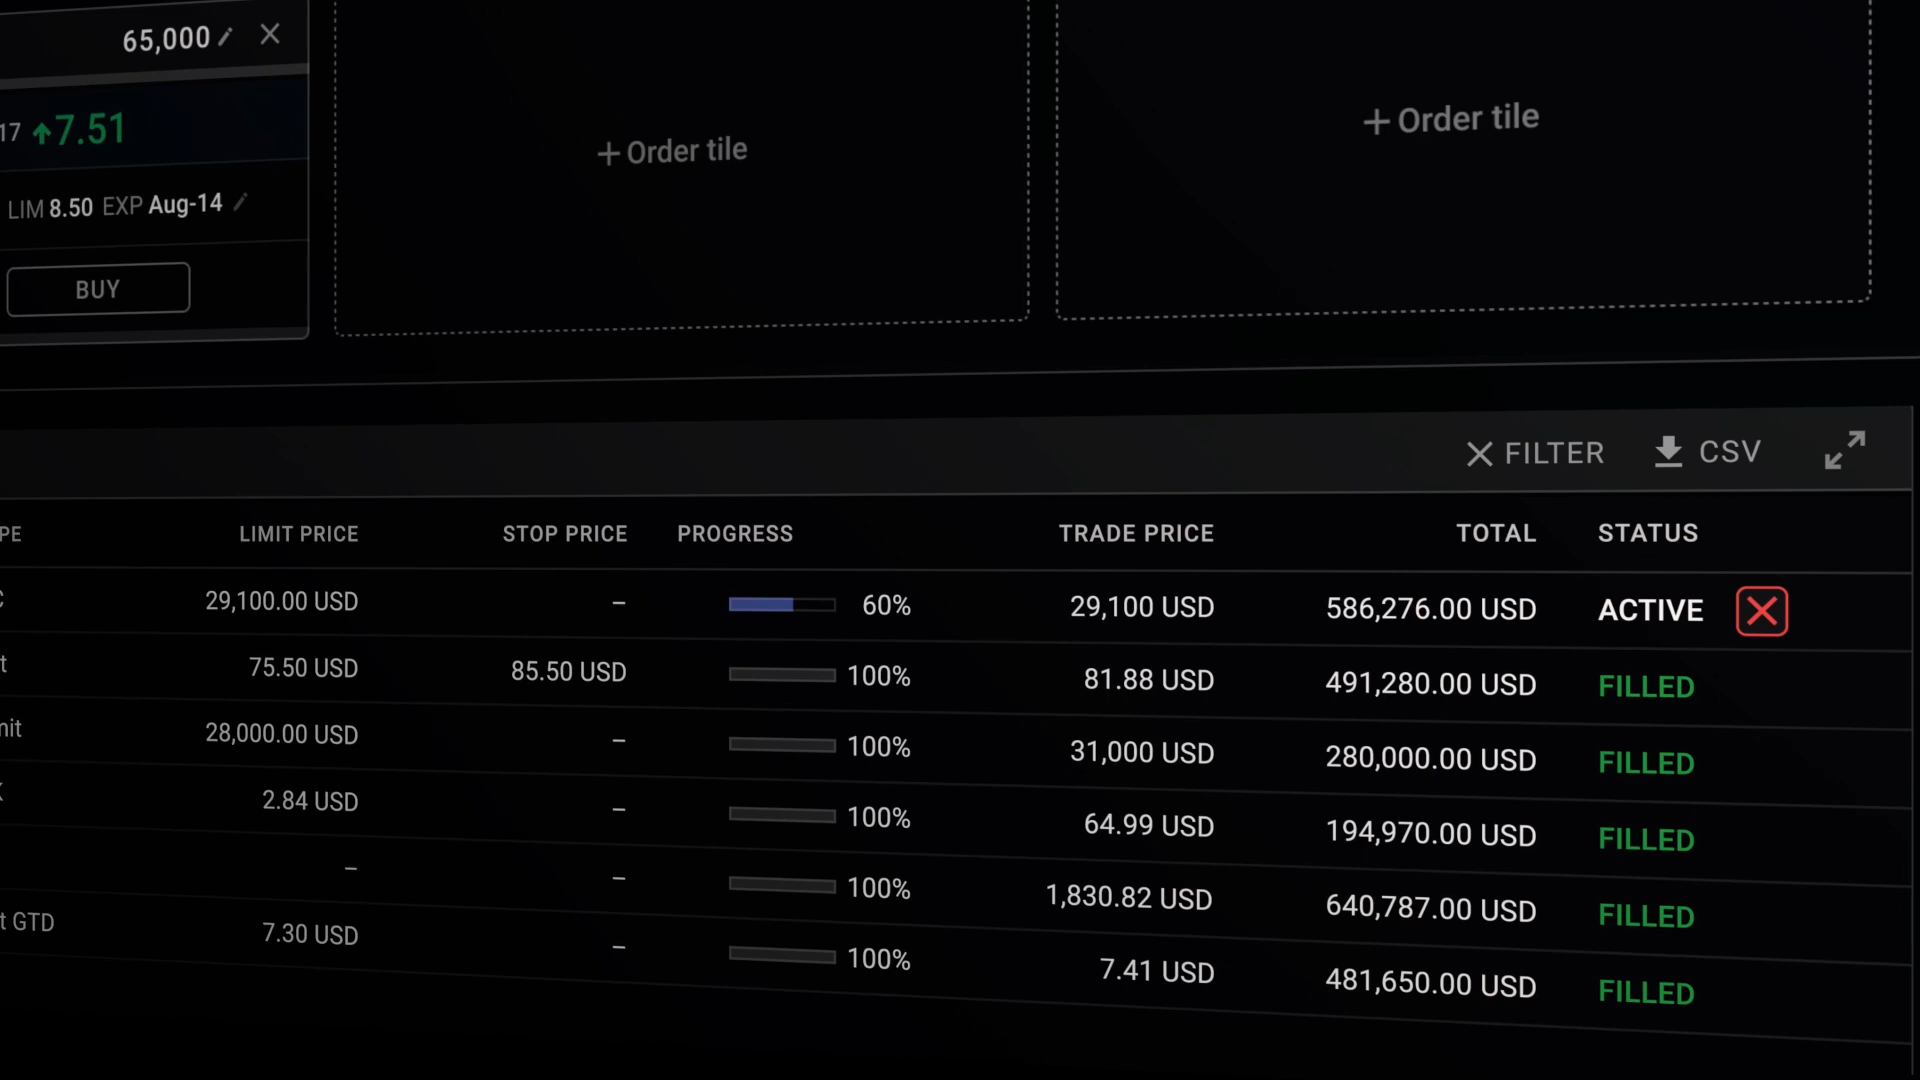 65,000
17 7.51
LIM 8.50 EXP Aug-14
BUY
Order tile
Order tile
FILTER CSV
PE LIMIT PRICE STOP PRICE PROGRESS TRADE PRICE TOTAL STATUS
29,100.00 USD – 60% 29,100 USD 586,276.00 USD ACTIVE
t 75.50 USD 85.50 USD 100% 81.88 USD 491,280.00 USD FILLED
mit 28,000.00 USD – 100% 31,000 USD 280,000.00 USD FILLED
2.84 USD – 100% 64.99 USD 194,970.00 USD FILLED
– – 100% 1,830.82 USD 640,787.00 USD FILLED
t GTD 7.30 USD – 100% 7.41 USD 481,650.00 USD FILLED